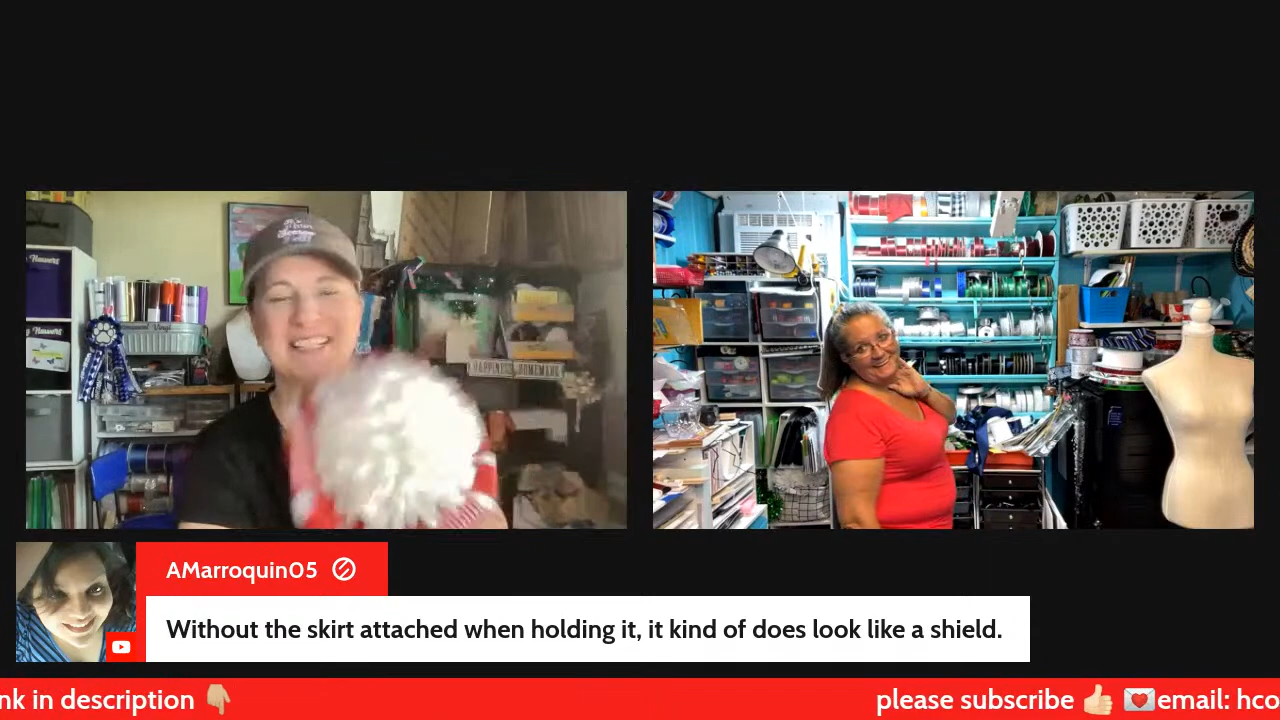 HAPPINESS IS HOMEMADE
AMarroquin05
Without the skirt attached when holding it, it kind of does look like a shield.
nk in description 👇🏼
please subscribe 👍🏼 💌email: hco